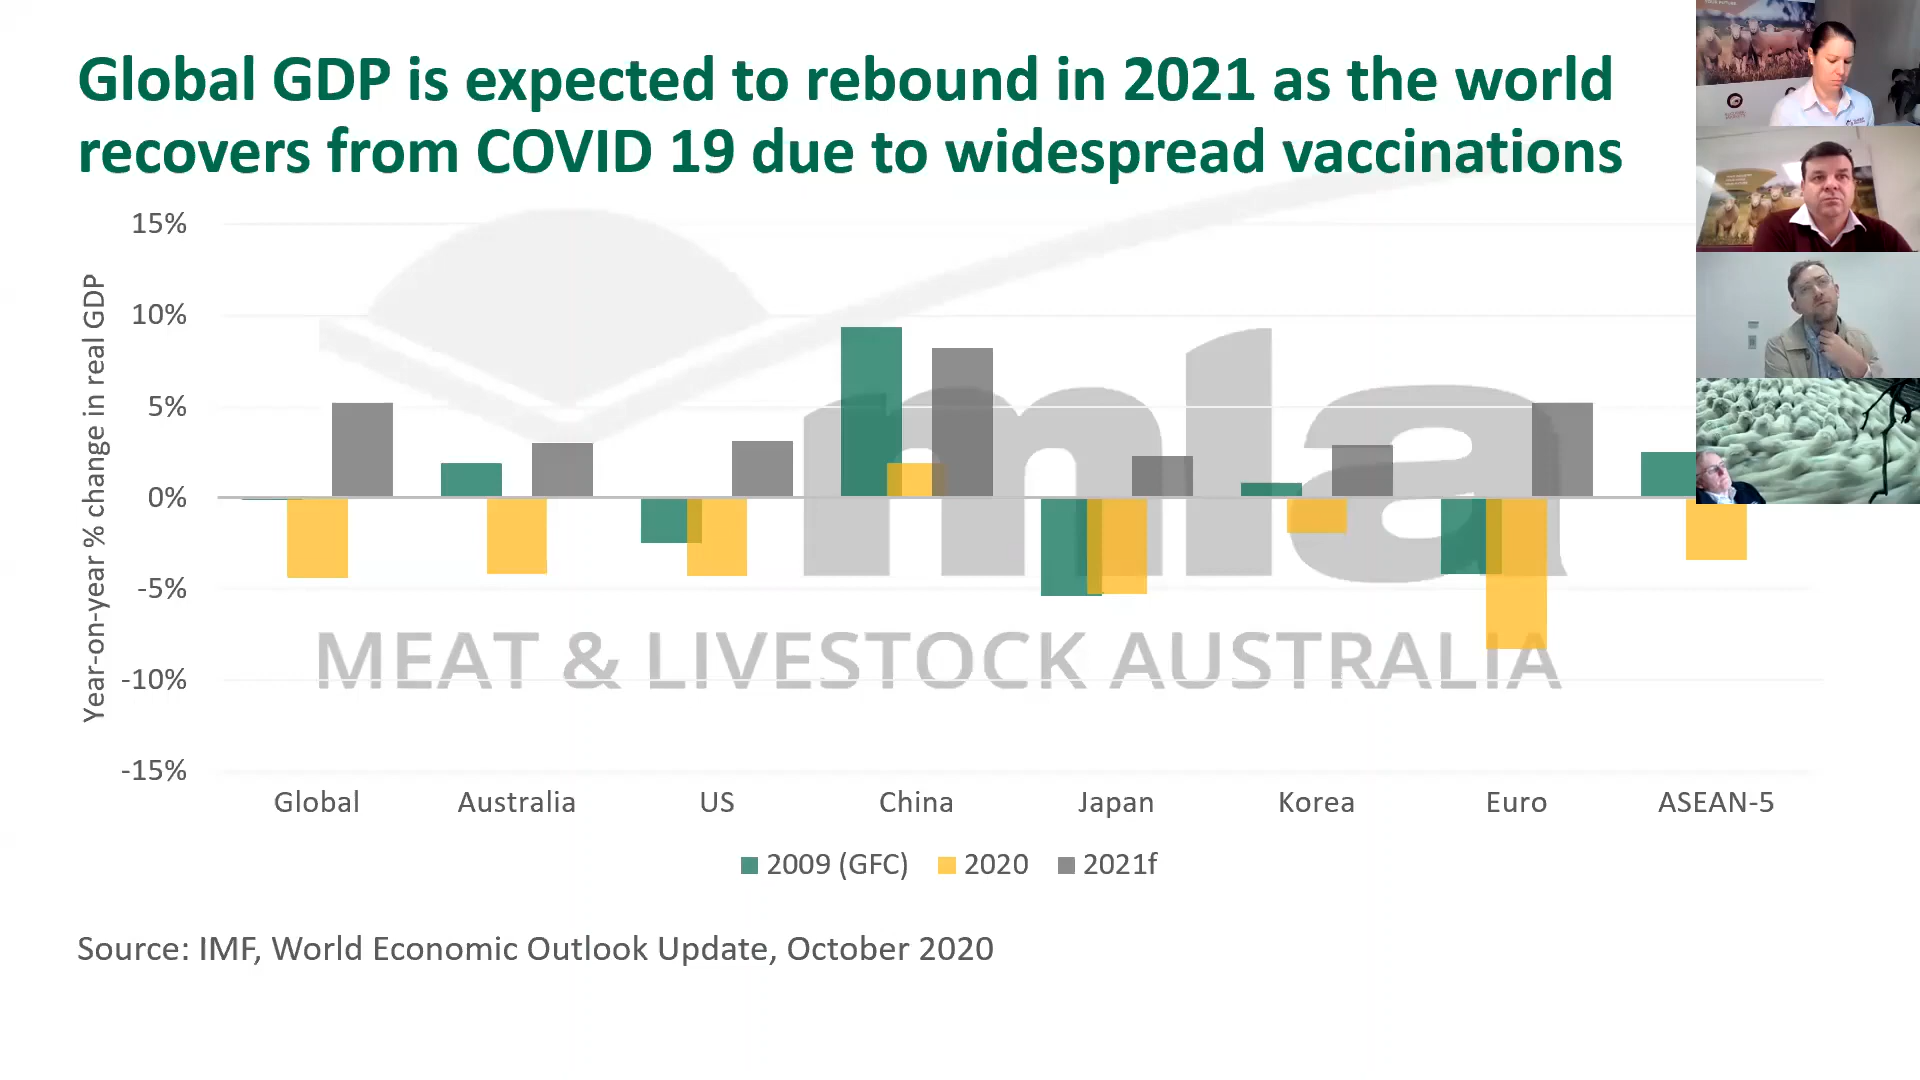 Global GDP is expected to rebound in 2021 as the world
recovers from COVID 19 due to widespread vaccinations
Year-on-year % change in real GDP
15%
10%
5%
0%
-5%
-10%
-15%
mla
MEAT & LIVESTOCK AUSTRALIA
Global Australia US China Japan Korea Euro ASEAN-5
2009 (GFC) 2020 2021f
Source: IMF, World Economic Outlook Update, October 2020